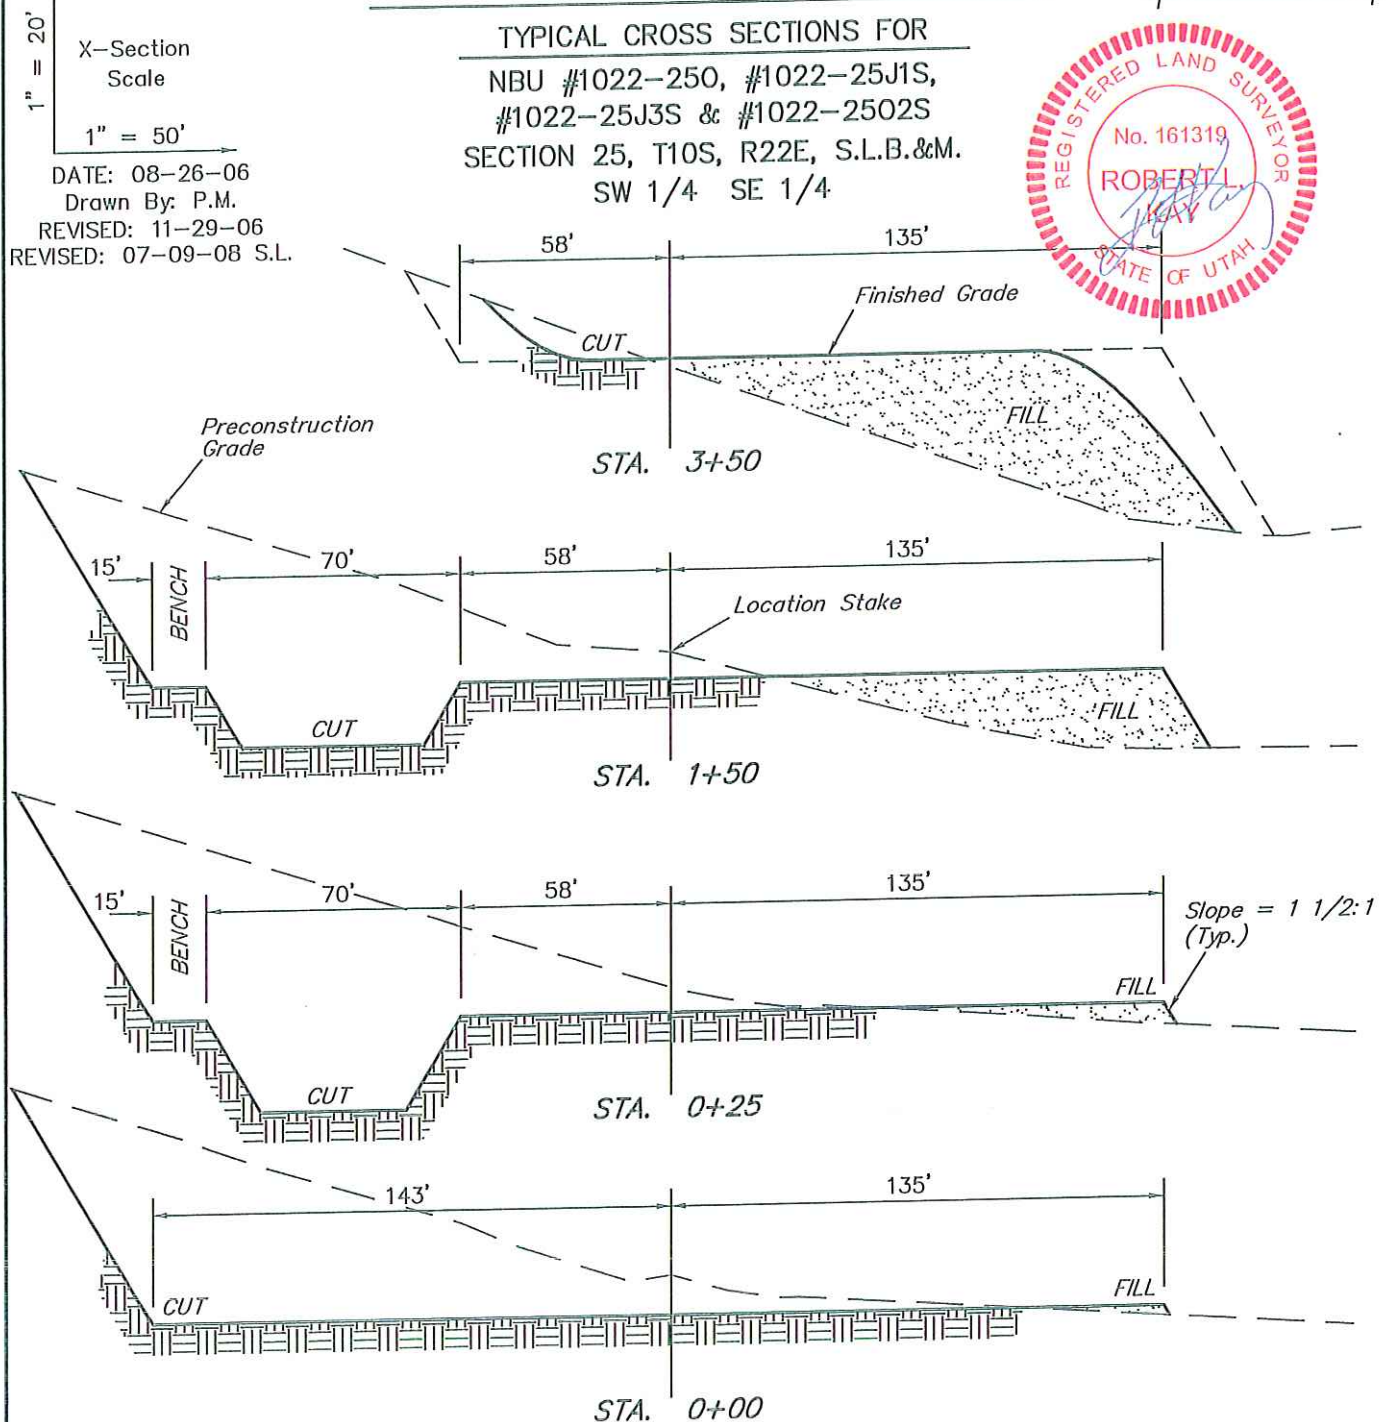 1" = 20'
X-Section
Scale
1" = 50'
DATE: 08-26-06
Drawn By: P.M.
REVISED: 11-29-06
REVISED: 07-09-08 S.L.
TYPICAL CROSS SECTIONS FOR
NBU #1022-25O, #1022-25J1S,
#1022-25J3S & #1022-25O2S
SECTION 25, T10S, R22E, S.L.B.&M.
SW 1/4 SE 1/4
REGISTERED LAND SURVEYOR
No. 161319
ROBERT L.
KAY
STATE OF UTAH
58'
135'
Finished Grade
CUT
FILL
STA. 3+50
Preconstruction
Grade
15'
BENCH
70'
58'
135'
Location Stake
CUT
FILL
STA. 1+50
15'
BENCH
70'
58'
135'
Slope = 1 1/2:1
(Typ.)
FILL
CUT
STA. 0+25
143'
135'
CUT
FILL
STA. 0+00